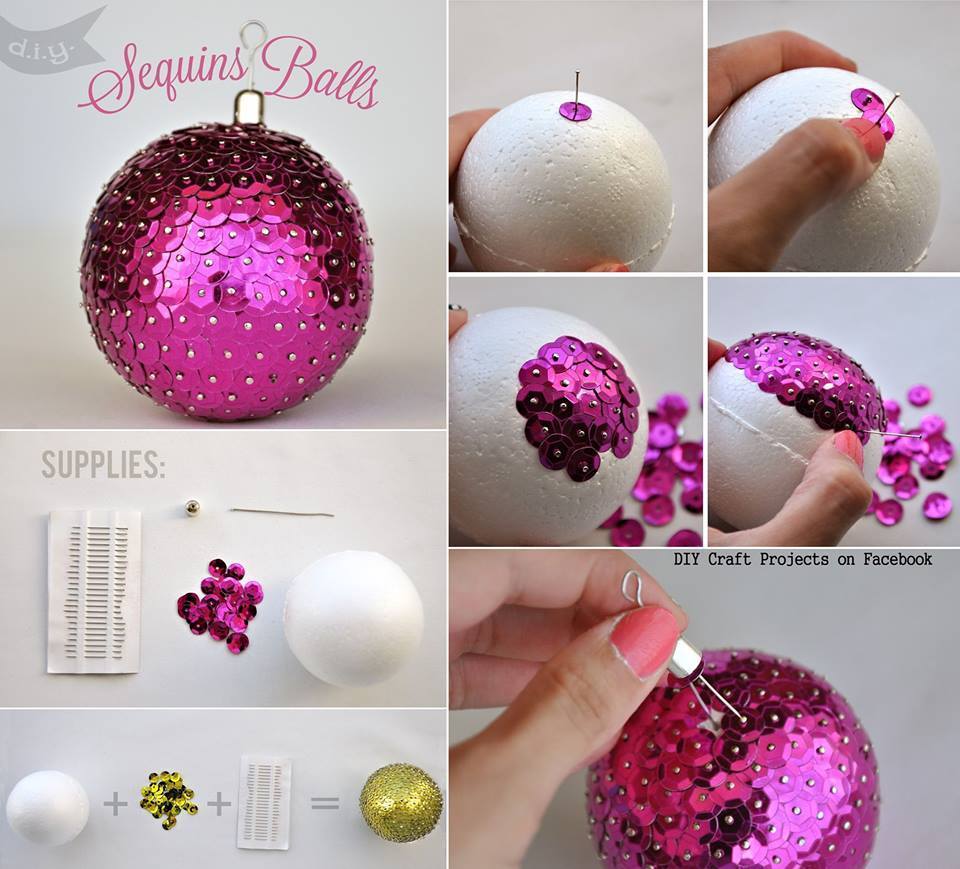 d.i.y.
Sequins Balls
SUPPLIES:
+ + =
DIY Craft Projects on Facebook